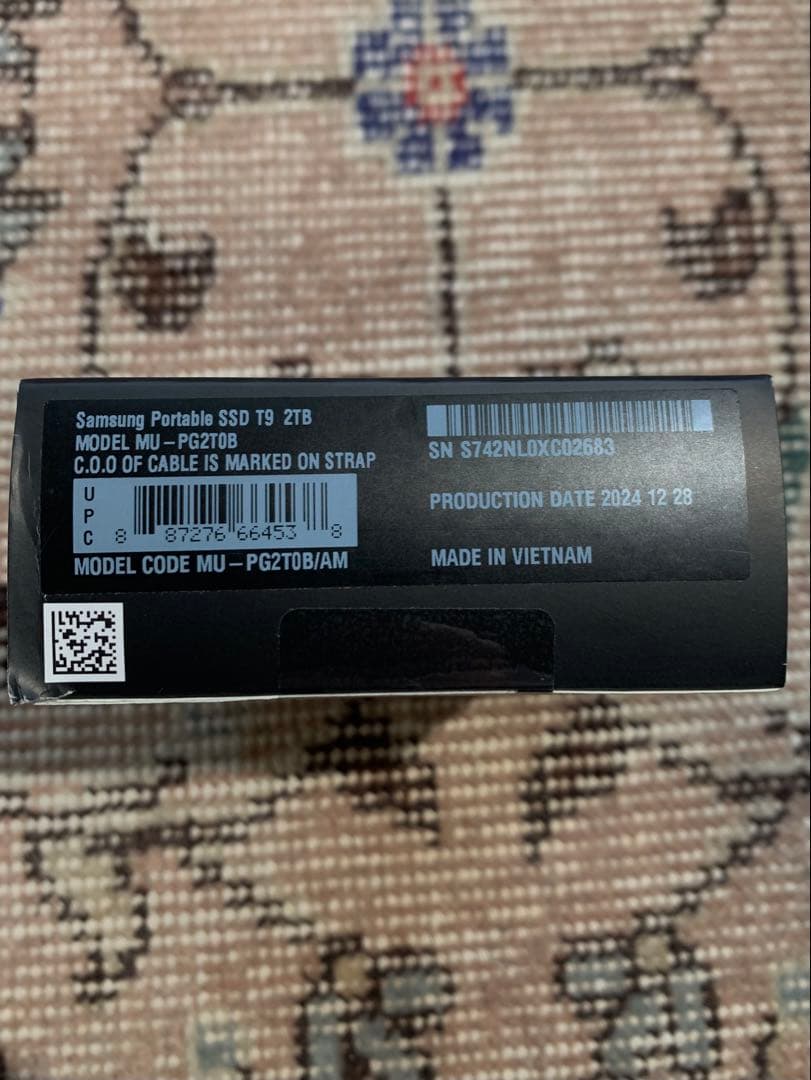 Samsung Portable SSD T9 2TB
MODEL MU-PG2T0B
C.O.O OF CABLE IS MARKED ON STRAP
UPC
8 87276 66453 8
MODEL CODE MU-PG2T0B/AM
SN S742NL0XC02683
PRODUCTION DATE 2024 12 28
MADE IN VIETNAM